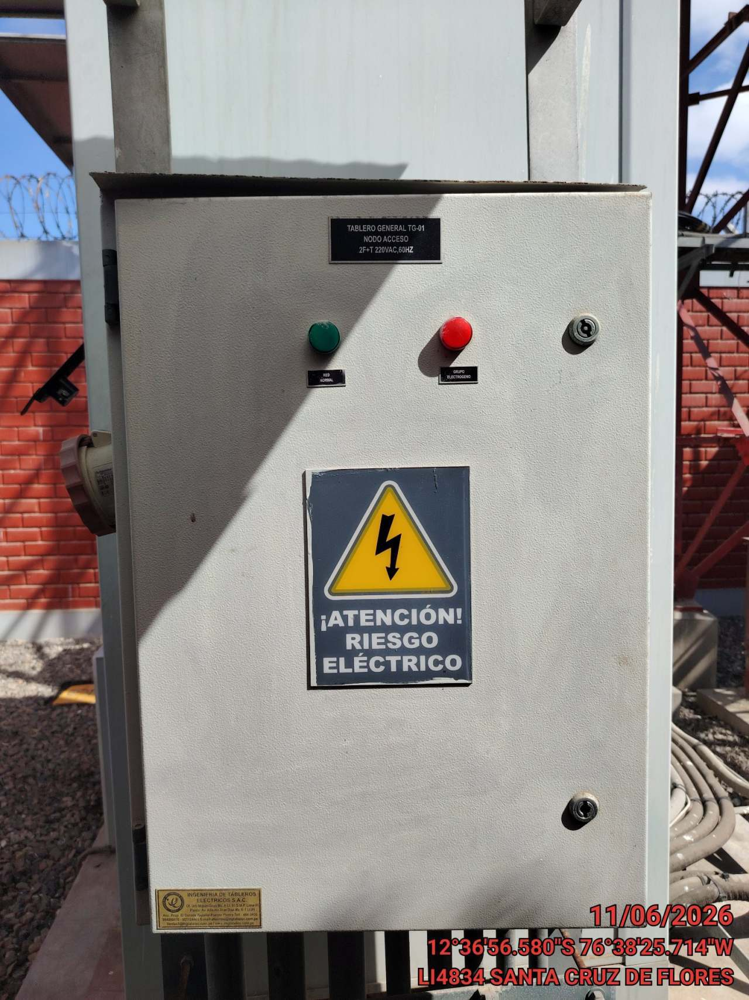 TABLERO GENERAL TG-01
NODO ACCESO
2F+T 220VAC,60HZ
RED
NORMAL
GRUPO
ELECTROGENO
¡ATENCIÓN!
RIESGO
ELÉCTRICO
INGENIERIA DE TABLEROS
ELECTRICOS S.A.C.
11/06/2026
12°36'56.580"S 76°38'25.714"W
LI4834 SANTA CRUZ DE FLORES